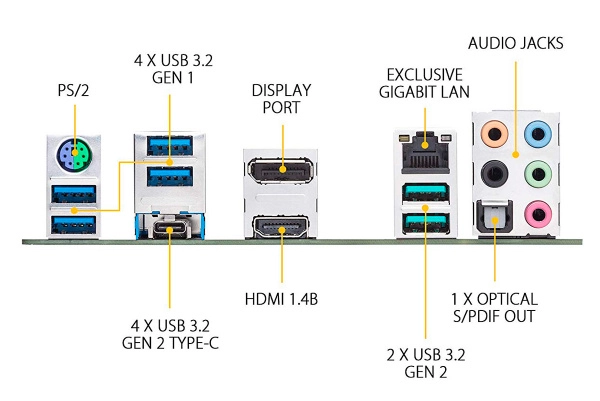 PS/2
4 X USB 3.2
GEN 1
DISPLAY
PORT
EXCLUSIVE
GIGABIT LAN
AUDIO JACKS
4 X USB 3.2
GEN 2 TYPE-C
HDMI 1.4B
2 X USB 3.2
GEN 2
1 X OPTICAL
S/PDIF OUT